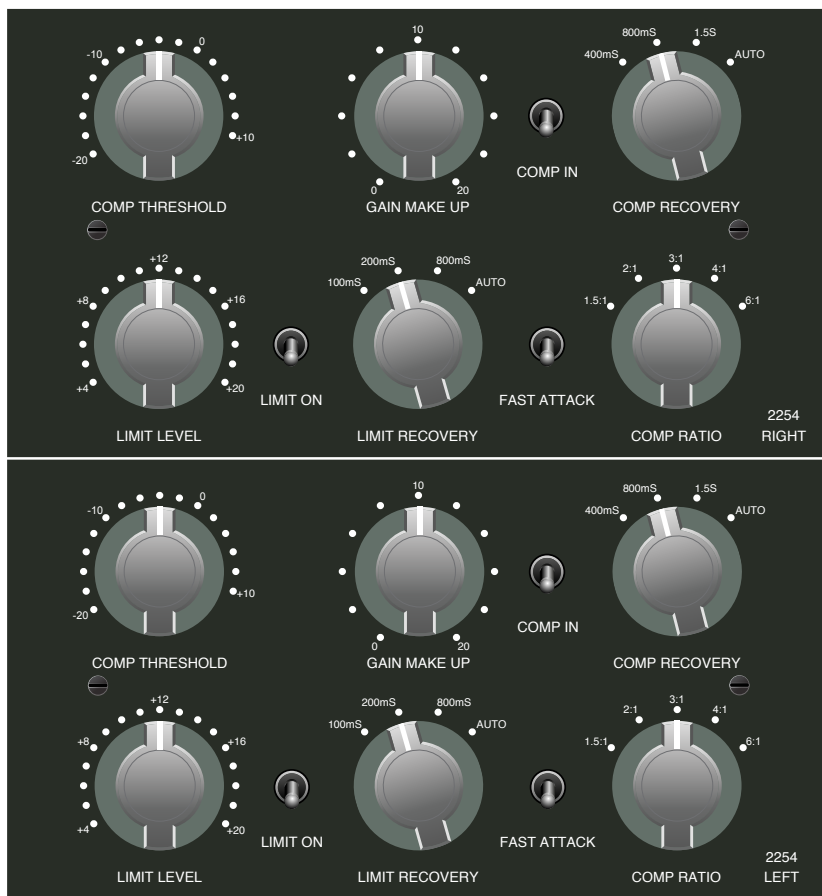 0
10
800mS
1.5S
-10
400mS
AUTO
+10
-20
COMP IN
0
20
COMP THRESHOLD
GAIN MAKE UP
COMP RECOVERY
+12
200mS
800mS
3:1
2:1
4:1
+8
+16
100mS
AUTO
1.5:1
6:1
+4
+20
LIMIT ON
FAST ATTACK
2254
LIMIT LEVEL
LIMIT RECOVERY
COMP RATIO
RIGHT
0
10
800mS
1.5S
-10
400mS
AUTO
+10
-20
COMP IN
0
20
COMP THRESHOLD
GAIN MAKE UP
COMP RECOVERY
+12
200mS
800mS
3:1
2:1
4:1
+8
+16
100mS
AUTO
1.5:1
6:1
+4
+20
LIMIT ON
FAST ATTACK
2254
LIMIT LEVEL
LIMIT RECOVERY
COMP RATIO
LEFT